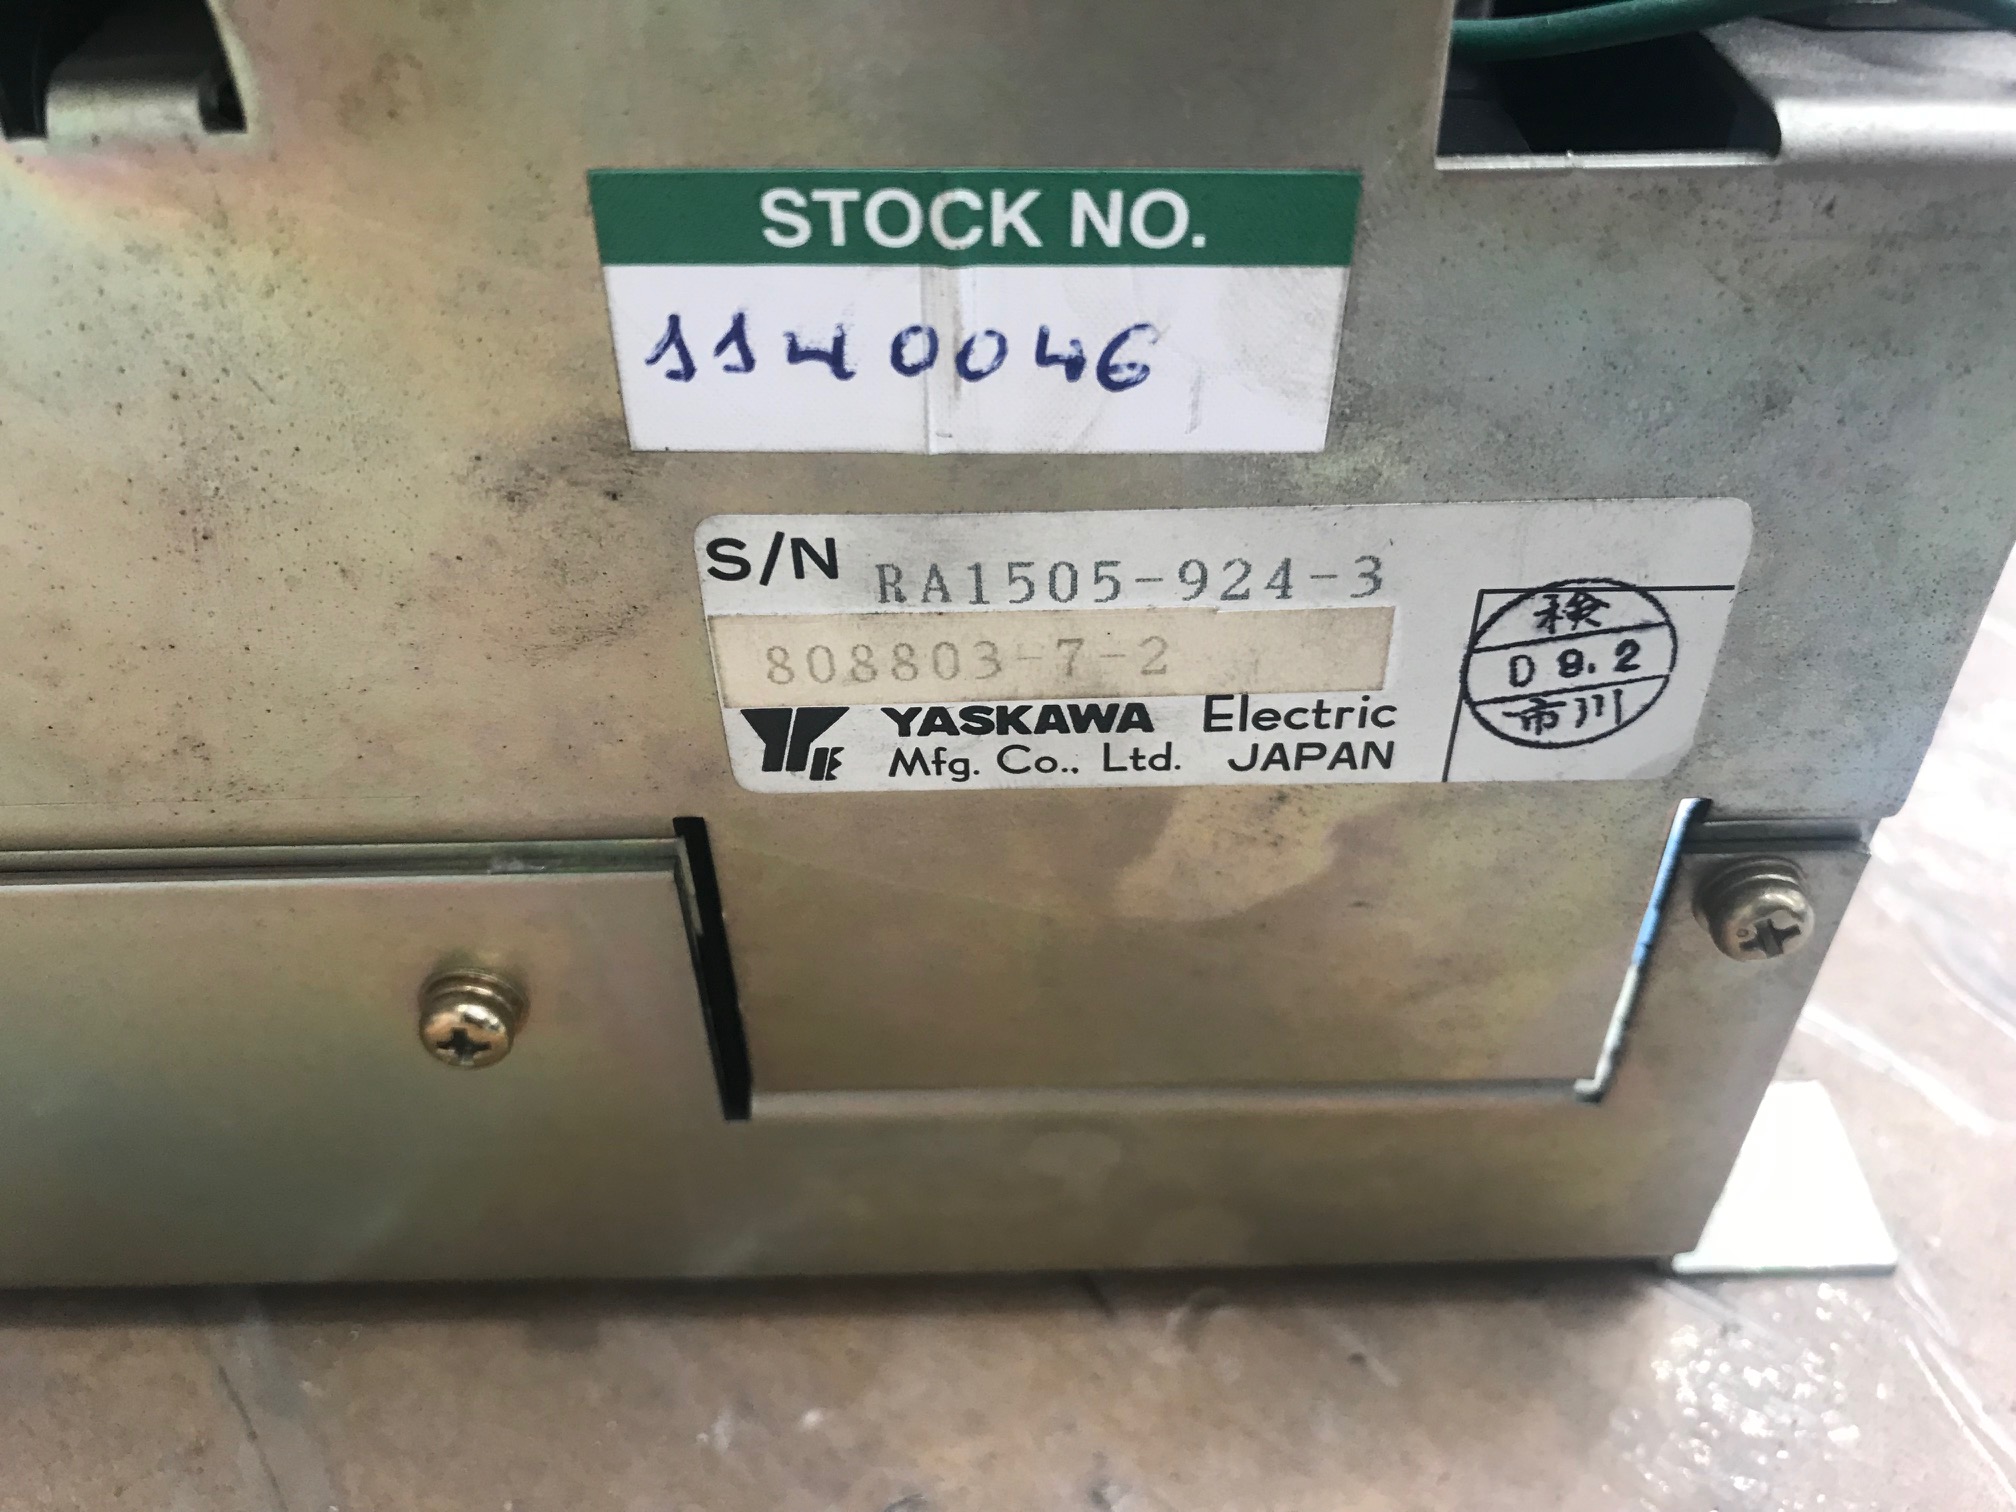 STOCK NO.
1140046
S/N RA1505-924-3
808803-7-2
YASKAWA Electric
Mfg. Co., Ltd. JAPAN
検
D 9.2
市川